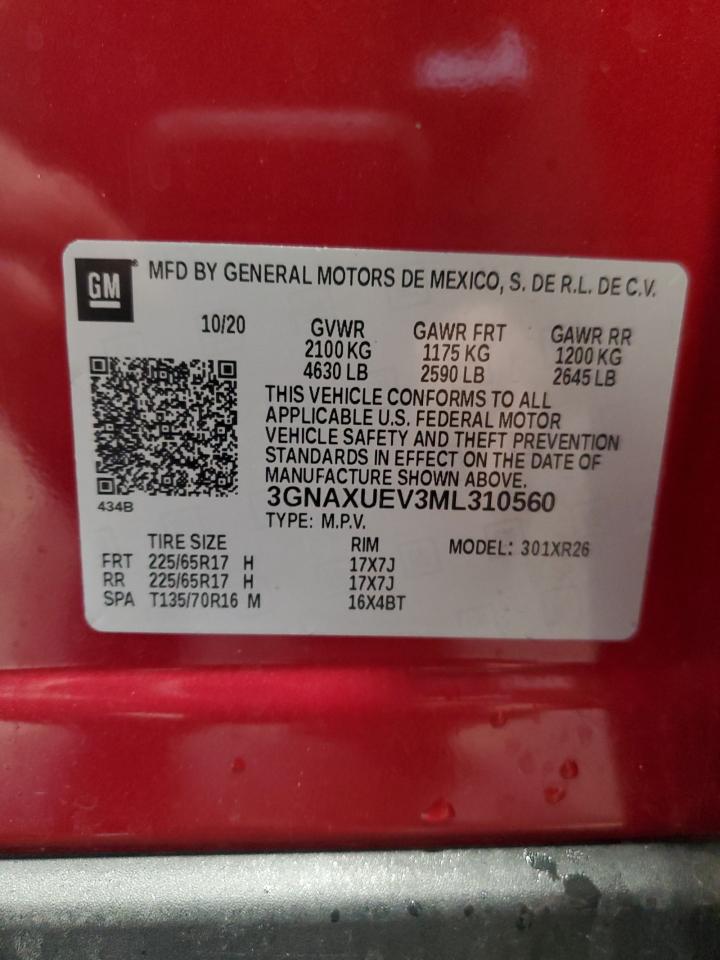 GM® MFD BY GENERAL MOTORS DE MEXICO, S. DE R.L. DE C.V.
10/20 GVWR GAWR FRT GAWR RR
2100 KG 1175 KG 1200 KG
4630 LB 2590 LB 2645 LB
THIS VEHICLE CONFORMS TO ALL
APPLICABLE U.S. FEDERAL MOTOR
VEHICLE SAFETY AND THEFT PREVENTION
STANDARDS IN EFFECT ON THE DATE OF
MANUFACTURE SHOWN ABOVE.
3GNAXUEV3ML310560
434B
TYPE: M.P.V.
TIRE SIZE RIM MODEL: 301XR26
FRT 225/65R17 H 17X7J
RR 225/65R17 H 17X7J
SPA T135/70R16 M 16X4BT